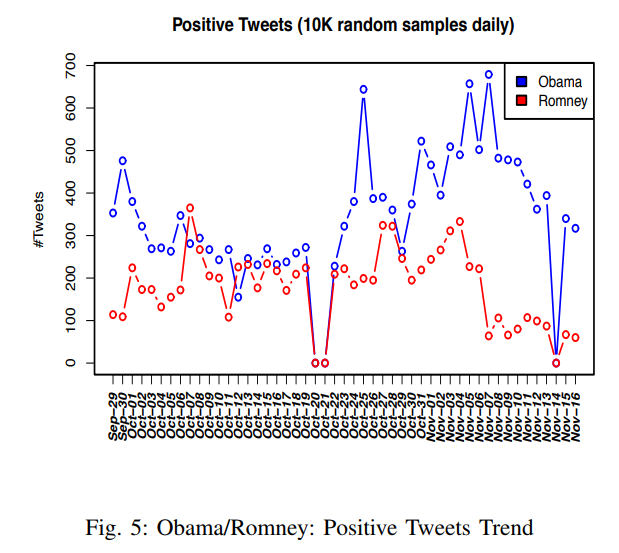 Positive Tweets (10K random samples daily)
700
600
500
400
300
200
100
0
#Tweets
Obama
Romney
Sep-29
Sep-30
Oct-01
Oct-02
Oct-03
Oct-04
Oct-05
Oct-06
Oct-07
Oct-08
Oct-09
Oct-10
Oct-11
Oct-12
Oct-13
Oct-14
Oct-15
Oct-16
Oct-17
Oct-18
Oct-19
Oct-20
Oct-21
Oct-22
Oct-23
Oct-24
Oct-25
Oct-26
Oct-27
Oct-28
Oct-29
Oct-30
Oct-31
Nov-01
Nov-02
Nov-03
Nov-04
Nov-05
Nov-06
Nov-07
Nov-08
Nov-09
Nov-10
Nov-11
Nov-12
Nov-13
Nov-14
Nov-15
Nov-16
Fig. 5: Obama/Romney: Positive Tweets Trend